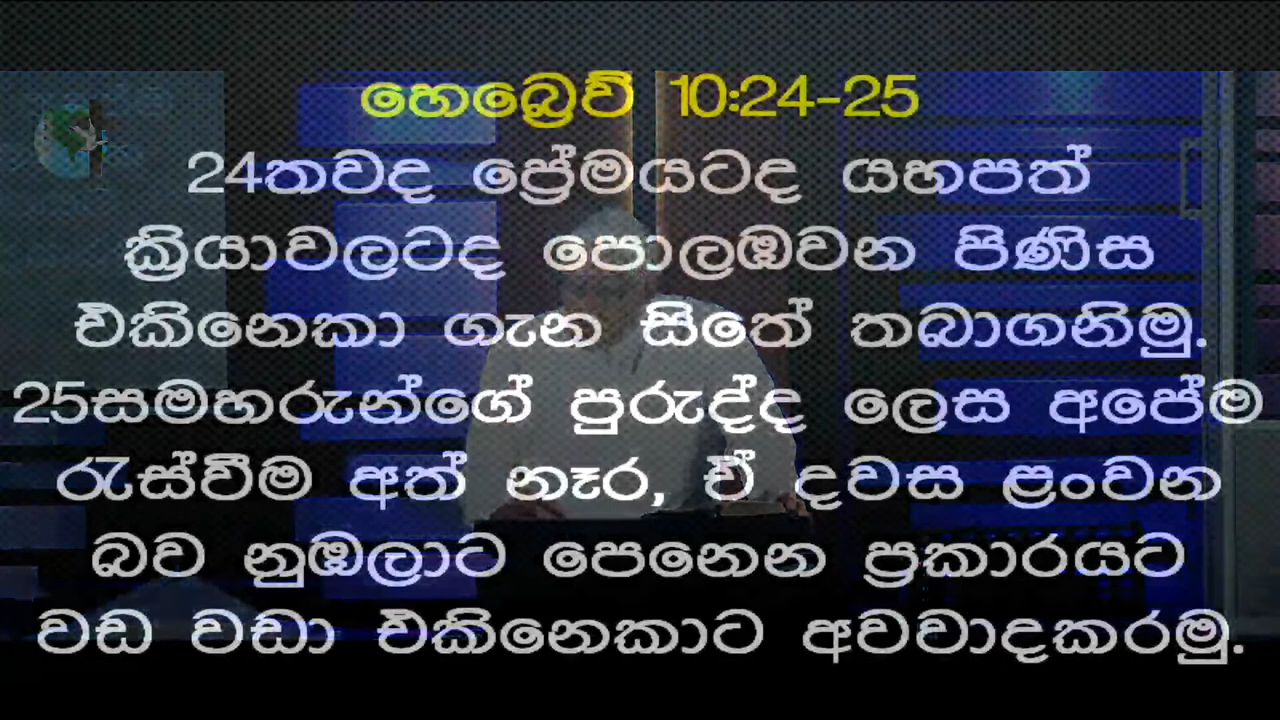 හෙබ්‍රෙව් 10:24-25
24තවද ප්‍රේමයටද යහපත්
ක්‍රියාවලටද පොලඹවන පිණිස
එකිනෙකා ගැන සිතේ තබාගනිමු.
25සමහරුන්ගේ පුරුද්ද ලෙස අපේම
රැස්වීම අත් නෑර, ඒ දවස ළංවන
බව නුඹලාට පෙනෙන ප්‍රකාරයට
වඩ වඩා එකිනෙකාට අවවාදකරමු.